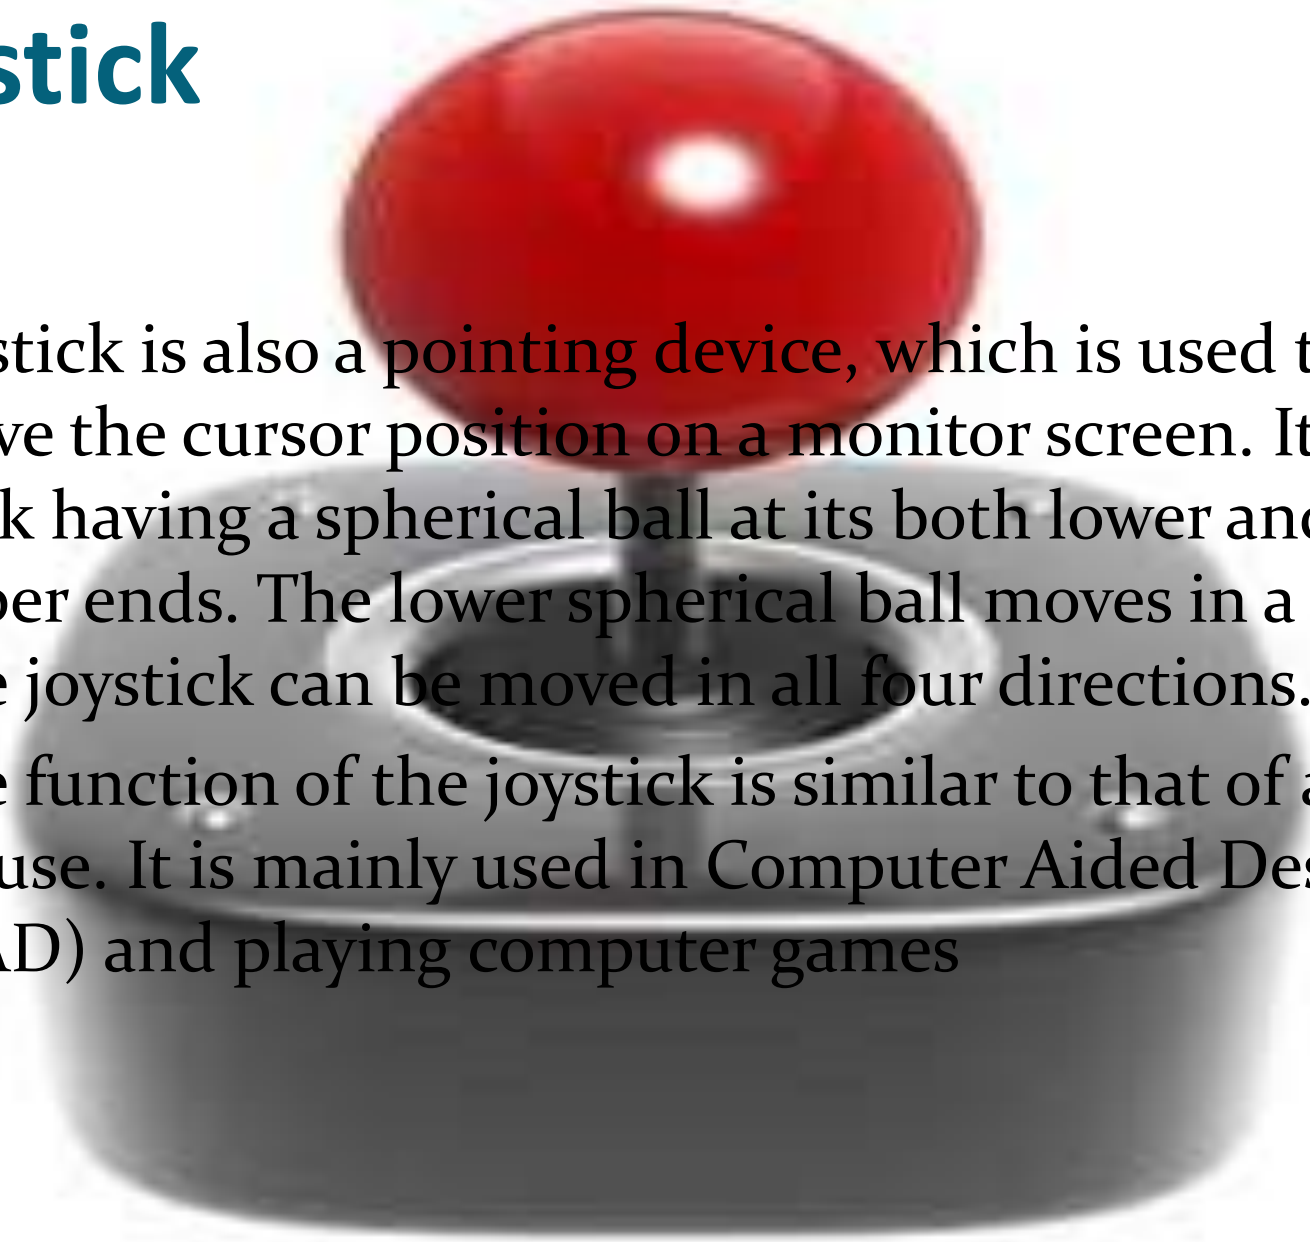 stick
stick is also a pointing device, which is used t
ve the cursor position on a monitor screen. It
k having a spherical ball at its both lower and
per ends. The lower spherical ball moves in a
e joystick can be moved in all four directions.
e function of the joystick is similar to that of a
use. It is mainly used in Computer Aided Des
AD) and playing computer games